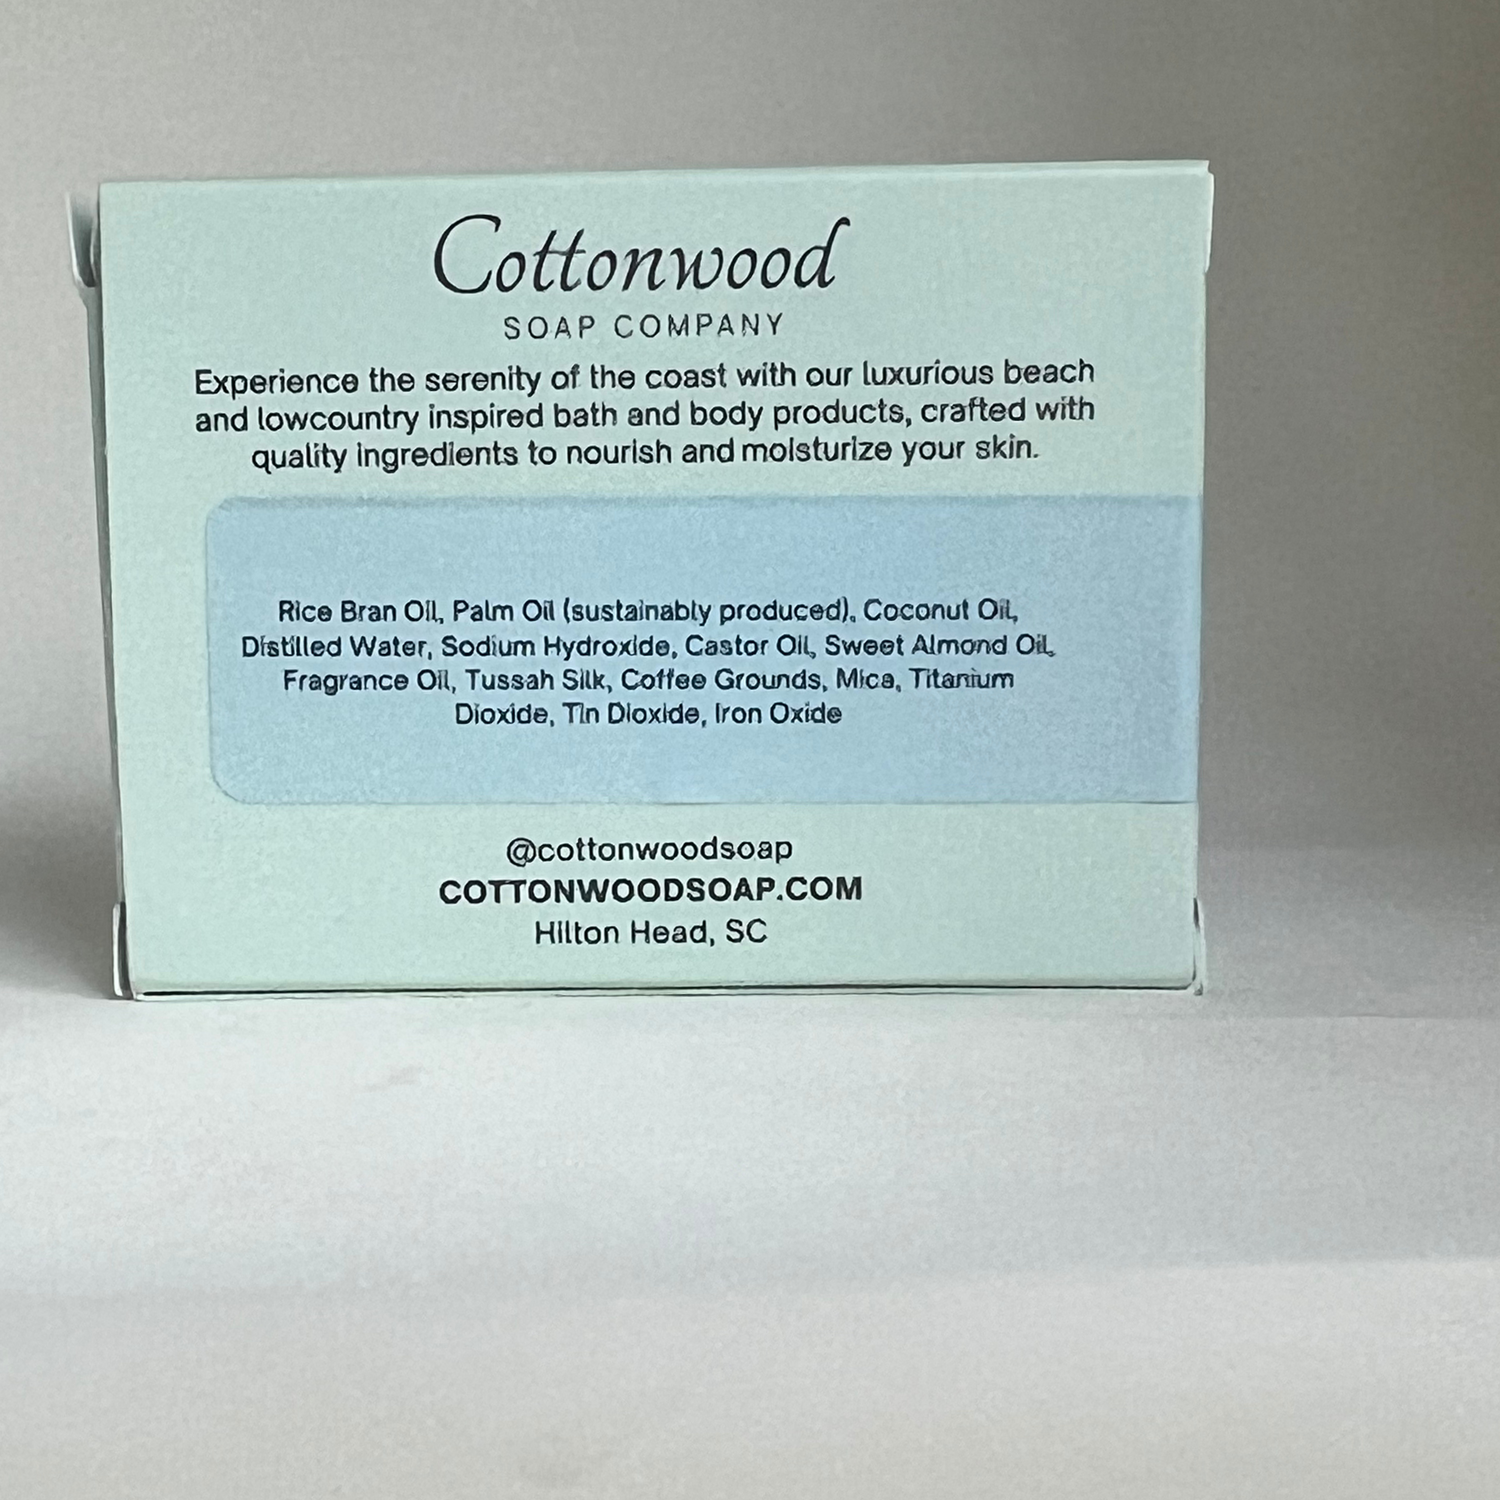 Cottonwood
SOAP COMPANY
Experience the serenity of the coast with our luxurious beach
and lowcountry inspired bath and body products, crafted with
quality ingredients to nourish and moisturize your skin.
Rice Bran Oil, Palm Oil (sustainably produced), Coconut Oil,
Distilled Water, Sodium Hydroxide, Castor Oil, Sweet Almond Oil,
Fragrance Oil, Tussah Silk, Coffee Grounds, Mica, Titanium
Dioxide, Tin Dioxide, Iron Oxide
@cottonwoodsoap
COTTONWOODSOAP.COM
Hilton Head, SC